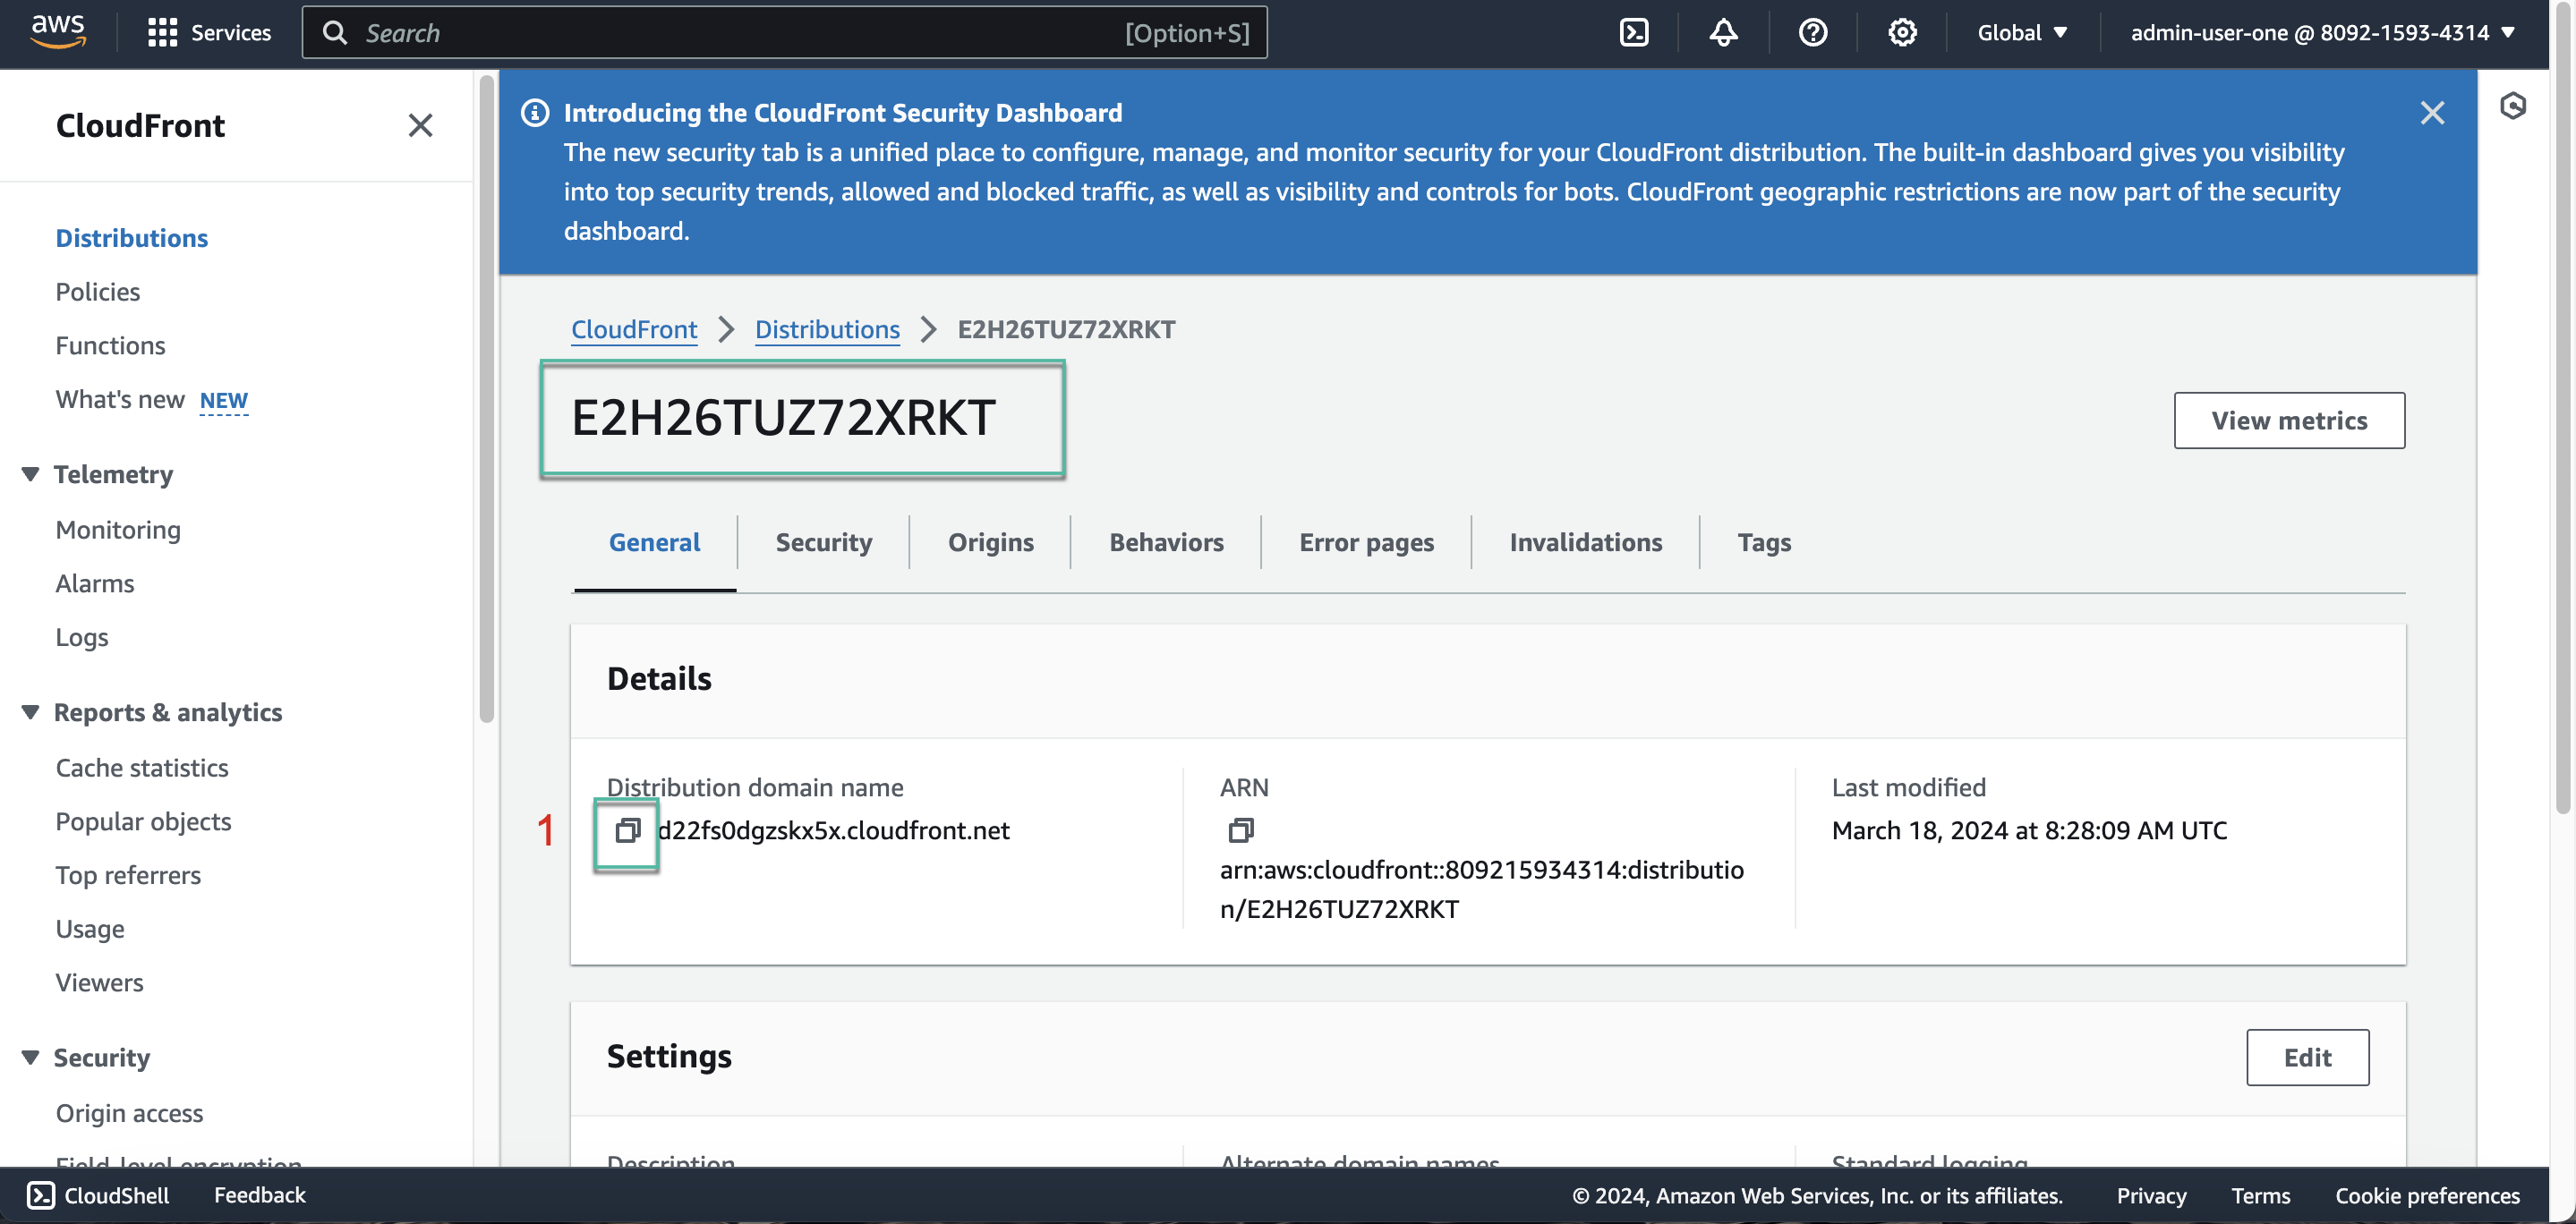 aws
Services
Search
[Option+S]
Global
admin-user-one @ 8092-1593-4314
CloudFront
Distributions
Policies
Functions
What's new NEW
Telemetry
Monitoring
Alarms
Logs
Reports & analytics
Cache statistics
Popular objects
Top referrers
Usage
Viewers
Security
Origin access
Field-level encryption
Introducing the CloudFront Security Dashboard
The new security tab is a unified place to configure, manage, and monitor security for your CloudFront distribution. The built-in dashboard gives you visibility
into top security trends, allowed and blocked traffic, as well as visibility and controls for bots. CloudFront geographic restrictions are now part of the security
dashboard.
CloudFront
Distributions
E2H26TUZ72XRKT
E2H26TUZ72XRKT
View metrics
General
Security
Origins
Behaviors
Error pages
Invalidations
Tags
Details
Distribution domain name
1
d22fs0dgzskx5x.cloudfront.net
ARN
arn:aws:cloudfront::809215934314:distributio
n/E2H26TUZ72XRKT
Last modified
March 18, 2024 at 8:28:09 AM UTC
Settings
Edit
Description
Alternate domain names
Standard logging
CloudShell
Feedback
© 2024, Amazon Web Services, Inc. or its affiliates.
Privacy
Terms
Cookie preferences